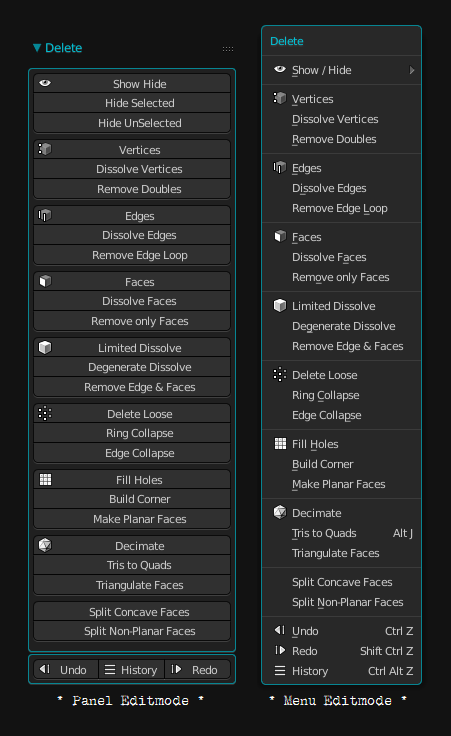 Delete
Show Hide
Hide Selected
Hide UnSelected
Vertices
Dissolve Vertices
Remove Doubles
Edges
Dissolve Edges
Remove Edge Loop
Faces
Dissolve Faces
Remove only Faces
Limited Dissolve
Degenerate Dissolve
Remove Edge & Faces
Delete Loose
Ring Collapse
Edge Collapse
Fill Holes
Build Corner
Make Planar Faces
Decimate
Tris to Quads
Triangulate Faces
Split Concave Faces
Split Non-Planar Faces
Undo History Redo
* Panel Editmode *
Delete
Show / Hide
Vertices
Dissolve Vertices
Remove Doubles
Edges
Dissolve Edges
Remove Edge Loop
Faces
Dissolve Faces
Remove only Faces
Limited Dissolve
Degenerate Dissolve
Remove Edge & Faces
Delete Loose
Ring Collapse
Edge Collapse
Fill Holes
Build Corner
Make Planar Faces
Decimate
Tris to Quads Alt J
Triangulate Faces
Split Concave Faces
Split Non-Planar Faces
Undo Ctrl Z
Redo Shift Ctrl Z
History Ctrl Alt Z
* Menu Editmode *